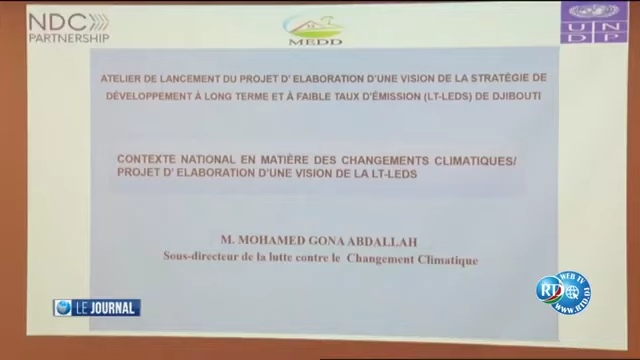 NDC
PARTNERSHIP
MEDD
U N
D P
ATELIER DE LANCEMENT DU PROJET D' ELABORATION D'UNE VISION DE LA STRATÉGIE DE
DÉVELOPPEMENT À LONG TERME ET À FAIBLE TAUX D'ÉMISSION (LT-LEDS) DE DJIBOUTI
CONTEXTE NATIONAL EN MATIÈRE DES CHANGEMENTS CLIMATIQUES/
PROJET D' ELABORATION D'UNE VISION DE LA LT-LEDS
M. MOHAMED GONA ABDALLAH
Sous-directeur de la lutte contre le Changement Climatique
LE JOURNAL
WEB TV
RTD
WWW.RTD.DJ